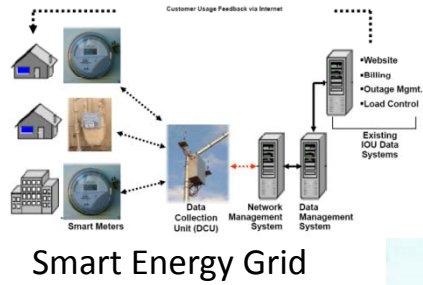 Customer Usage Feedback via Internet
▪Website
▪Billing
▪Outage Mgmt.
▪Load Control
Existing
IOU Data
Systems
Smart Meters
Data
Collection
Unit (DCU)
Network
Management
System
Data
Management
System
Smart Energy Grid